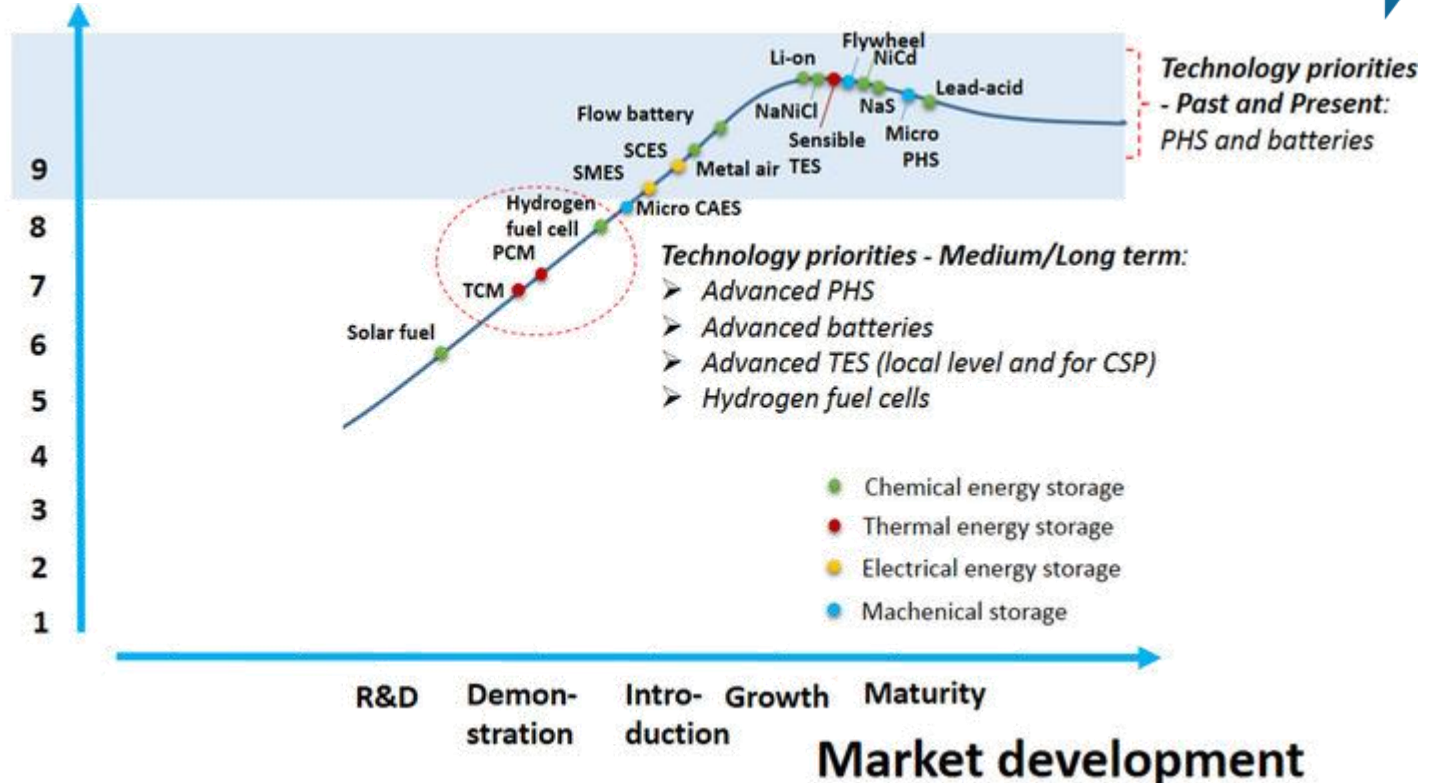 Flywheel
Li-on
NiCd
Lead-acid
NaNiCl
NaS
Flow battery
Sensible
TES
Micro
PHS
SCES
Metal air
SMES
Hydrogen
fuel cell
Micro CAES
PCM
TCM
Solar fuel
Technology priorities
- Past and Present:
PHS and batteries
Technology priorities - Medium/Long term:
➢ Advanced PHS
➢ Advanced batteries
➢ Advanced TES (local level and for CSP)
➢ Hydrogen fuel cells
Chemical energy storage
Thermal energy storage
Electrical energy storage
Machenical storage
9
8
7
6
5
4
3
2
1
R&D
Demon-
stration
Intro-
duction
Growth
Maturity
Market development